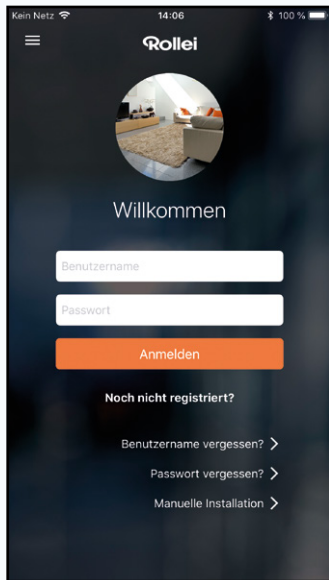 Kein Netz 14:06 100 %
Rollei
Willkommen
Benutzername
Passwort
Anmelden
Noch nicht registriert?
Benutzername vergessen?
Passwort vergessen?
Manuelle Installation